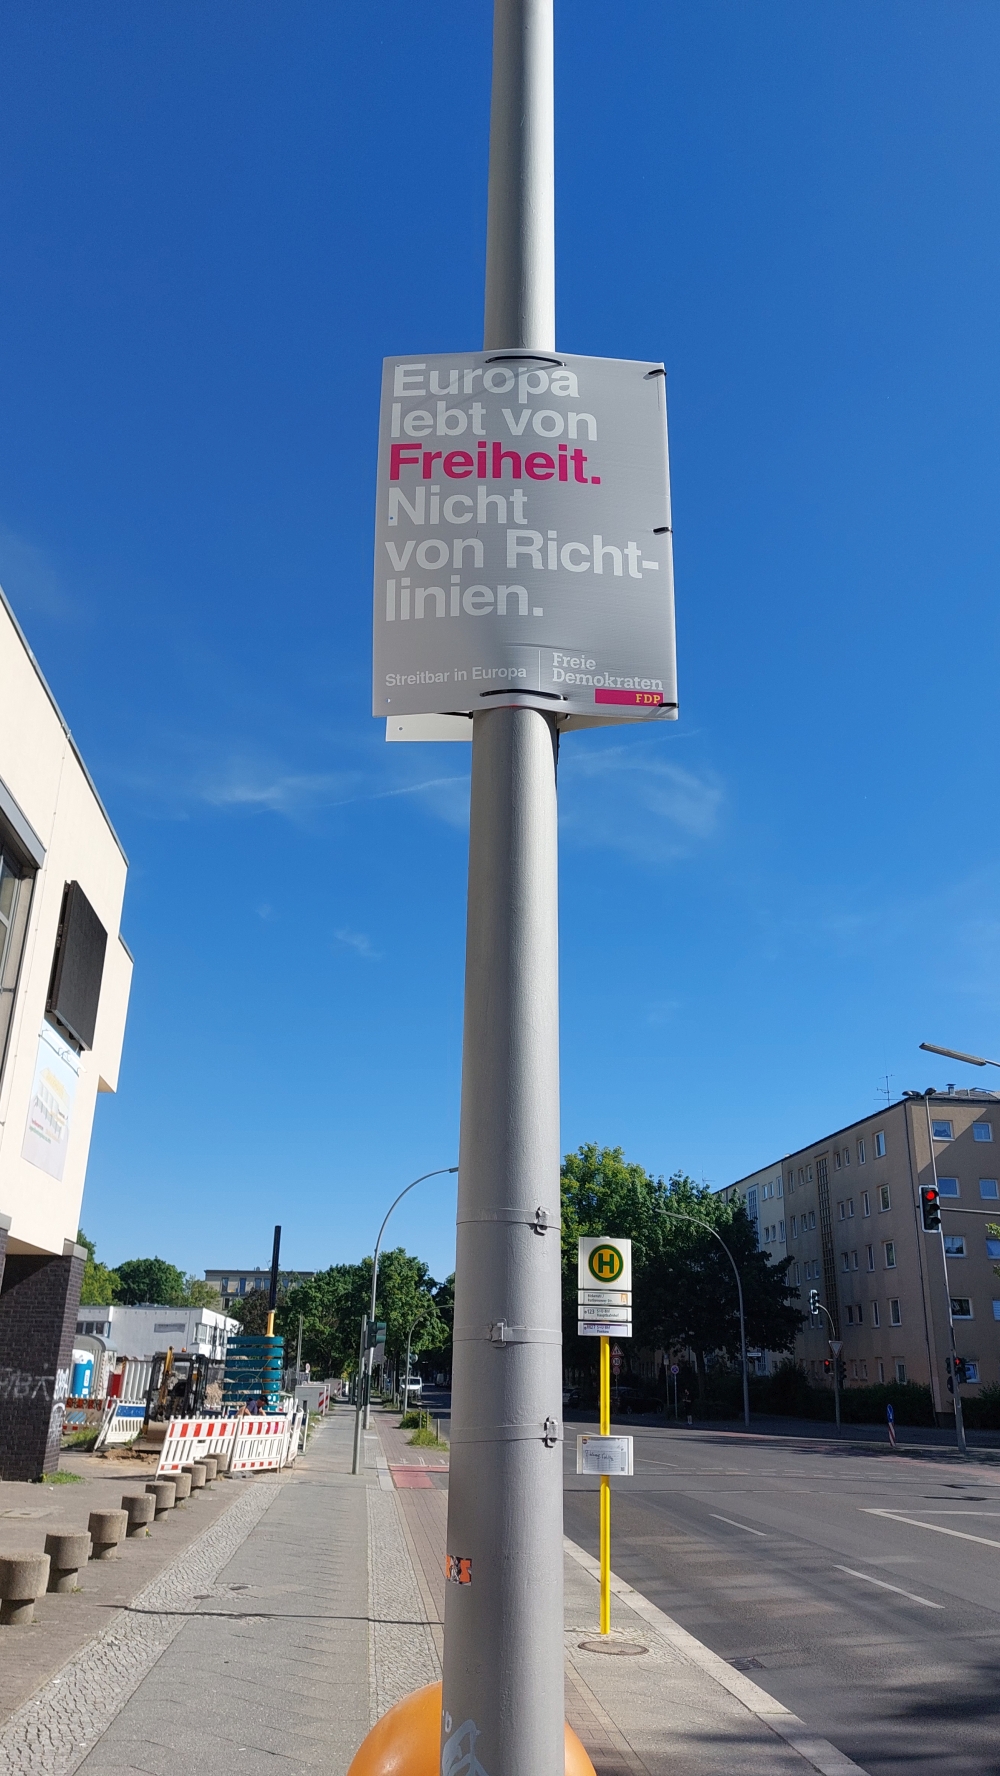 Europa
lebt von
Freiheit.
Nicht
von Richt-
linien.
Streitbar in Europa
Freie
Demokraten
FDP
H